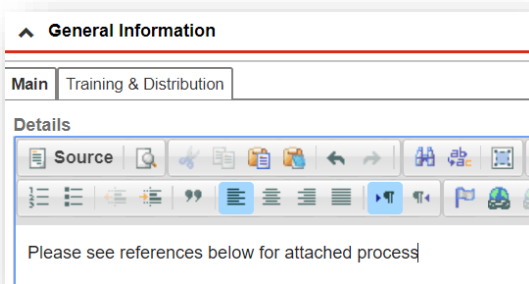 General Information
Main Training & Distribution
Details
Source
Please see references below for attached process